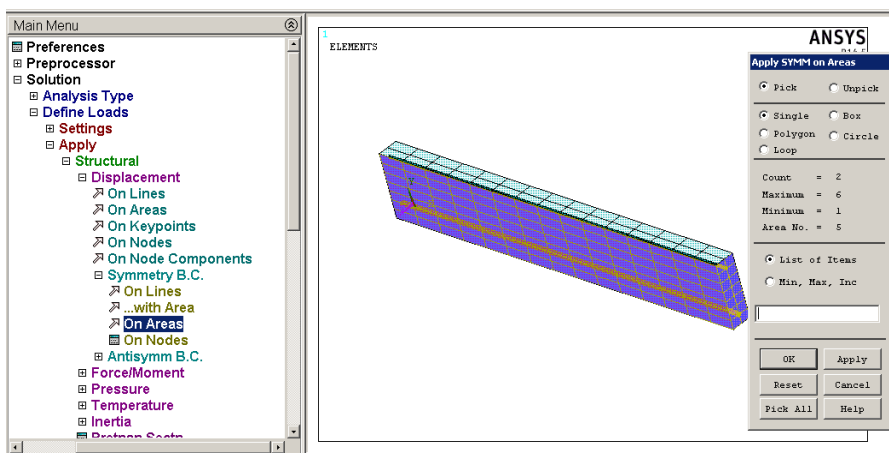 Main Menu
Preferences
Preprocessor
Solution
Analysis Type
Define Loads
Settings
Apply
Structural
Displacement
On Lines
On Areas
On Keypoints
On Nodes
On Node Components
Symmetry B.C.
On Lines
...with Area
On Areas
On Nodes
Antisymm B.C.
Force/Moment
Pressure
Temperature
Inertia
1
ELEMENTS
ANSYS
Apply SYMM on Areas
Pick Unpick
Single Box
Polygon Circle
Loop
Count = 2
Maximum = 6
Minimum = 1
Area No. = 5
List of Items
Min, Max, Inc
OK Apply
Reset Cancel
Pick All Help